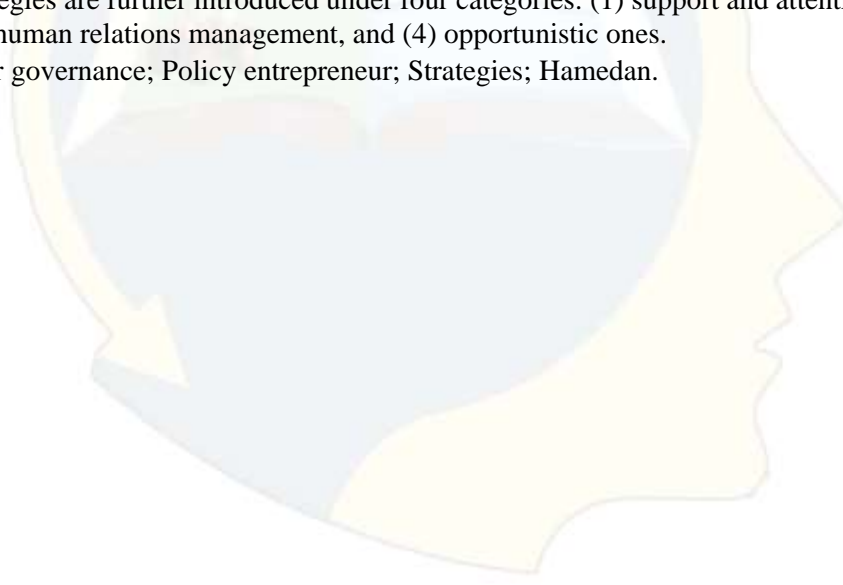 egies are further introduced under four categories: (1) support and attenti
human relations management, and (4) opportunistic ones.
r governance; Policy entrepreneur; Strategies; Hamedan.